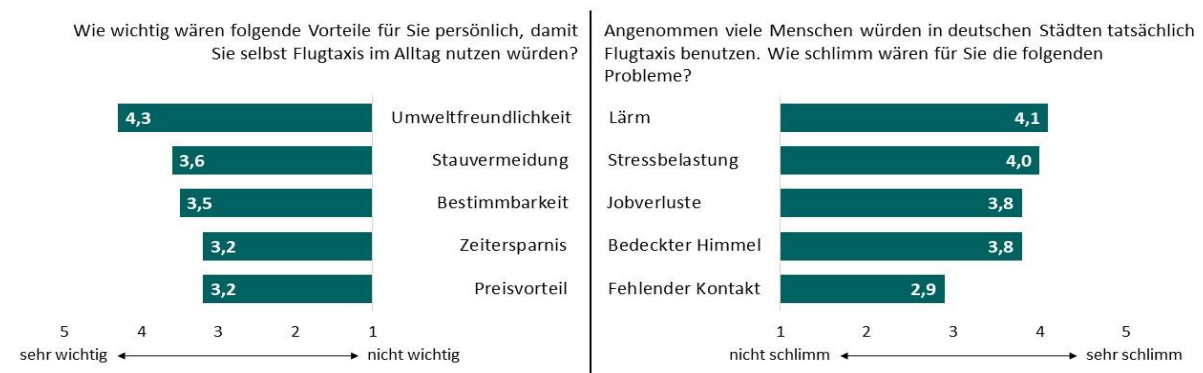 Wie wichtig wären folgende Vorteile für Sie persönlich, damit
Sie selbst Flugtaxis im Alltag nutzen würden?
4,3 Umweltfreundlichkeit
3,6 Stauvermeidung
3,5 Bestimmbarkeit
3,2 Zeitersparnis
3,2 Preisvorteil
5 4 3 2 1
sehr wichtig nicht wichtig
Angenommen viele Menschen würden in deutschen Städten tatsächlich
Flugtaxis benutzen. Wie schlimm wären für Sie die folgenden
Probleme?
Lärm 4,1
Stressbelastung 4,0
Jobverluste 3,8
Bedeckter Himmel 3,8
Fehlender Kontakt 2,9
1 2 3 4 5
nicht schlimm sehr schlimm